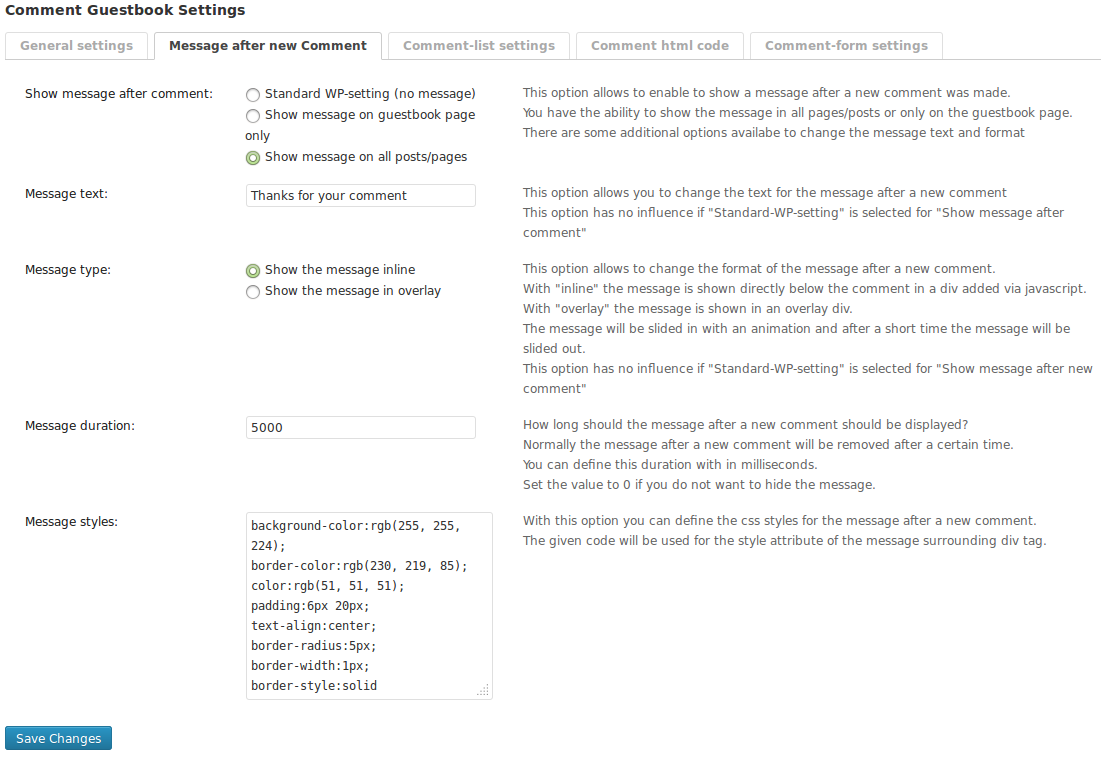 Comment Guestbook Settings
General settings
Message after new Comment
Comment-list settings
Comment html code
Comment-form settings
Show message after comment:
Standard WP-setting (no message)
Show message on guestbook page
only
Show message on all posts/pages
This option allows to enable to show a message after a new comment was made.
You have the ability to show the message in all pages/posts or only on the guestbook page.
There are some additional options availabe to change the message text and format
Message text:
Thanks for your comment
This option allows you to change the text for the message after a new comment
This option has no influence if "Standard-WP-setting" is selected for "Show message after
comment"
Message type:
Show the message inline
Show the message in overlay
This option allows to change the format of the message after a new comment.
With "inline" the message is shown directly below the comment in a div added via javascript.
With "overlay" the message is shown in an overlay div.
The message will be slided in with an animation and after a short time the message will be
slided out.
This option has no influence if "Standard-WP-setting" is selected for "Show message after new
comment"
Message duration:
5000
How long should the message after a new comment should be displayed?
Normally the message after a new comment will be removed after a certain time.
You can define this duration with in milliseconds.
Set the value to 0 if you do not want to hide the message.
Message styles:
background-color:rgb(255, 255,
224);
border-color:rgb(230, 219, 85);
color:rgb(51, 51, 51);
padding:6px 20px;
text-align:center;
border-radius:5px;
border-width:1px;
border-style:solid
With this option you can define the css styles for the message after a new comment.
The given code will be used for the style attribute of the message surrounding div tag.
Save Changes